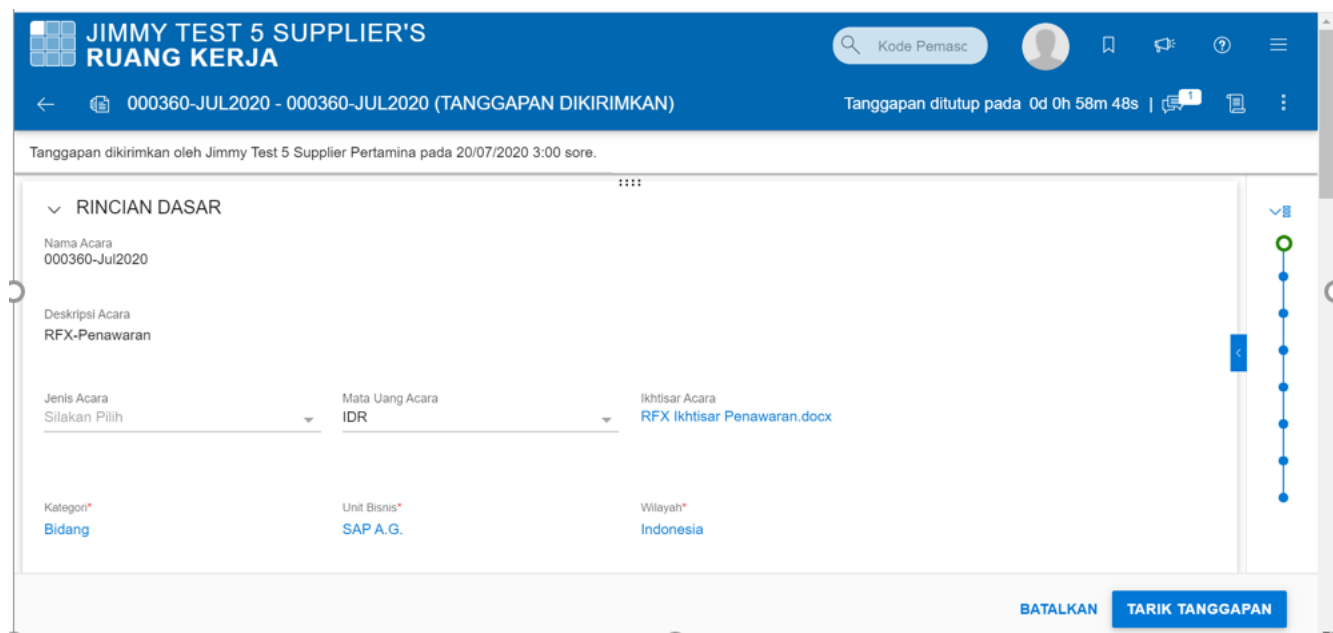 JIMMY TEST 5 SUPPLIER'S
RUANG KERJA
Kode Pemasc
000360-JUL2020 - 000360-JUL2020 (TANGGAPAN DIKIRIMKAN)
Tanggapan ditutup pada 0d 0h 58m 48s | 1
Tanggapan dikirimkan oleh Jimmy Test 5 Supplier Pertamina pada 20/07/2020 3:00 sore.
RINCIAN DASAR
Nama Acara
000360-Jul2020
Deskripsi Acara
RFX-Penawaran
Jenis Acara Mata Uang Acara Ikhtisar Acara
Silakan Pilih IDR RFX Ikhtisar Penawaran.docx
Kategori* Unit Bisnis* Wilayah*
Bidang SAP A.G. Indonesia
BATALKAN TARIK TANGGAPAN